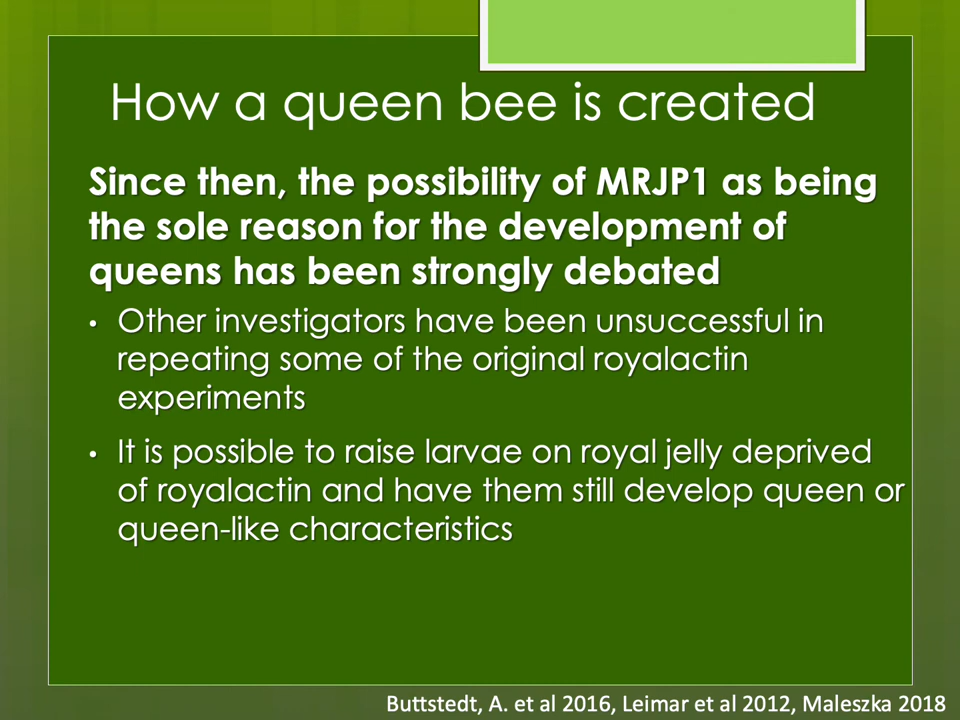 How a queen bee is created
Since then, the possibility of MRJP1 as being
the sole reason for the development of
queens has been strongly debated
• Other investigators have been unsuccessful in
repeating some of the original royalactin
experiments
• It is possible to raise larvae on royal jelly deprived
of royalactin and have them still develop queen or
queen-like characteristics
Buttstedt, A. et al 2016, Leimar et al 2012, Maleszka 2018